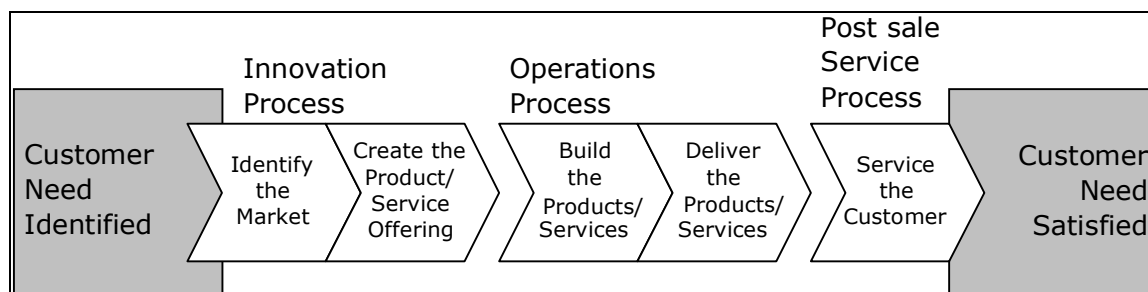 Customer
Need
Identified
Innovation
Process
Identify
the
Market
Create the
Product/
Service
Offering
Operations
Process
Build
the
Products/
Services
Deliver
the
Products/
Services
Post sale
Service
Process
Service
the
Customer
Customer
Need
Satisfied